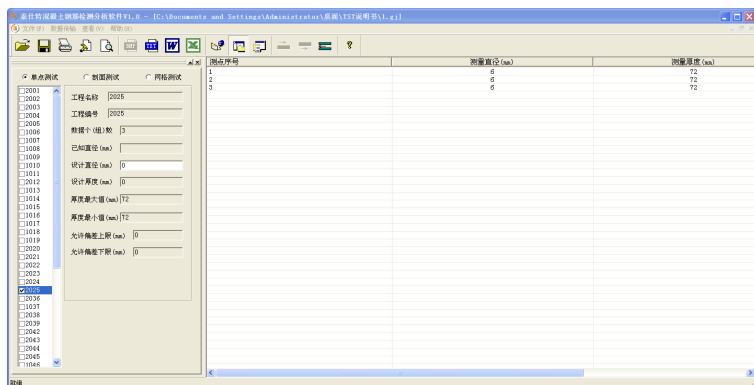 泰仕特混凝土钢筋检测分析软件V1.0 - [C:\Documents and Settings\Administrator\桌面\TST说明书\1.gj]
文件(F) 数据传输 查看(V) 帮助(H)
TXT W X ?
单点测试 剖面测试 网格测试
2001
2002
2003
2004
2005
1006
1007
1008
1009
1010
1011
2012
1013
1014
1015
1016
1017
1018
1019
2020
2021
2022
2023
2024
2025
2036
1037
2038
2039
2042
2043
2044
2045
1046
工程名称 2025
工程编号 2025
数据个(组)数 3
已知直径(mm)
设计直径(mm) 0
设计厚度(mm) 0
厚度最大值(mm) 72
厚度最小值(mm) 72
允许偏差上限(mm) 0
允许偏差下限(mm) 0
测点序号 测量直径(mm) 测量厚度(mm)
1 6 72
2 6 72
3 6 72
就绪